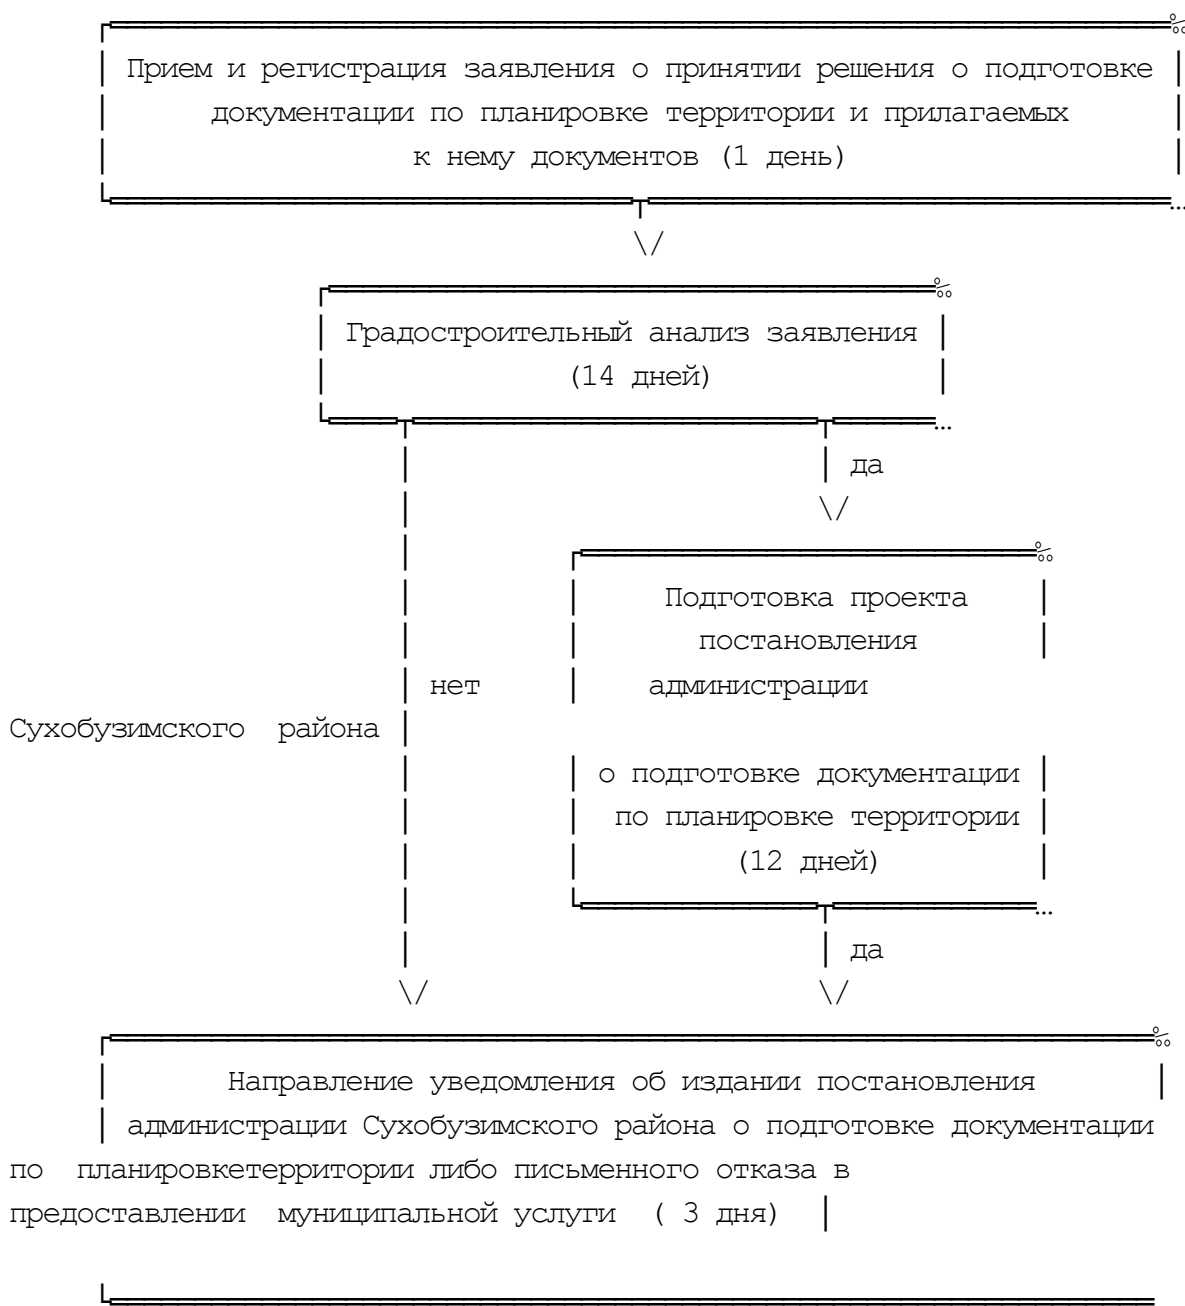 Прием и регистрация заявления о принятии решения о подготовке
документации по планировке территории и прилагаемых
к нему документов (1 день)
Градостроительный анализ заявления
(14 дней)
да
Подготовка проекта
постановления
нет администрации
Сухобузимского района
о подготовке документации
по планировке территории
(12 дней)
да
Направление уведомления об издании постановления
администрации Сухобузимского района о подготовке документации
по планировкетерритории либо письменного отказа в
предоставлении муниципальной услуги ( 3 дня)